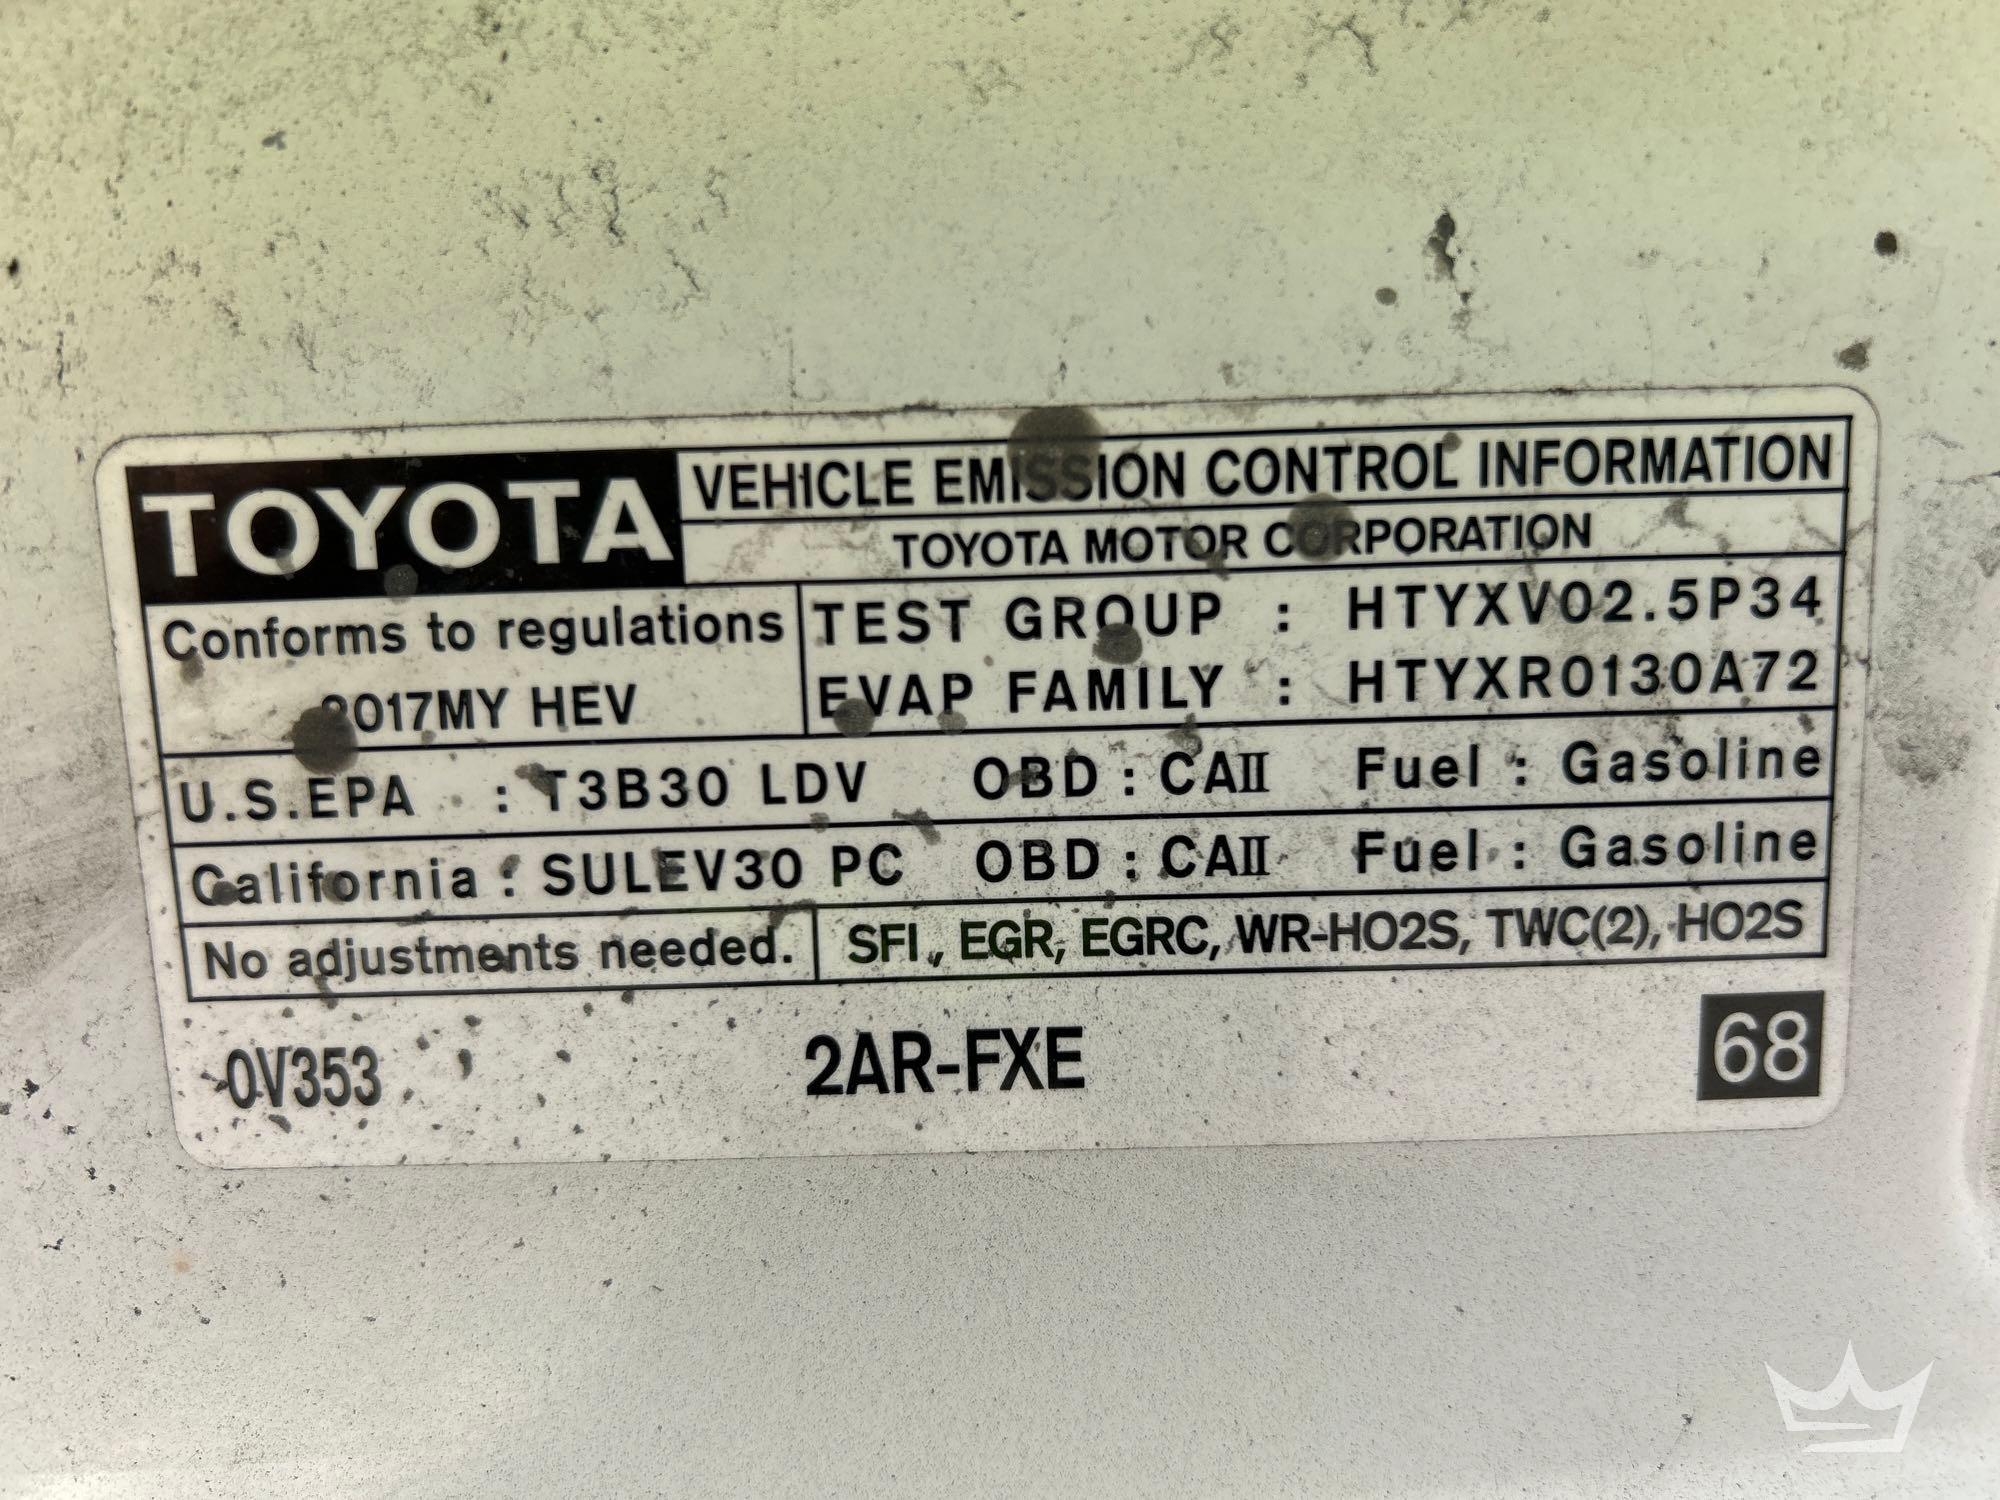 TOYOTA
VEHICLE EMISSION CONTROL INFORMATION
TOYOTA MOTOR CORPORATION
Conforms to regulations
2017MY HEV
TEST GROUP : HTYXV02.5P34
EVAP FAMILY : HTYXR0130A72
U.S.EPA : T3B30 LDV OBD : CAII Fuel : Gasoline
California : SULEV30 PC OBD : CAII Fuel : Gasoline
No adjustments needed.
SFI, EGR, EGRC, WR-HO2S, TWC(2), HO2S
0V353
2AR-FXE
68